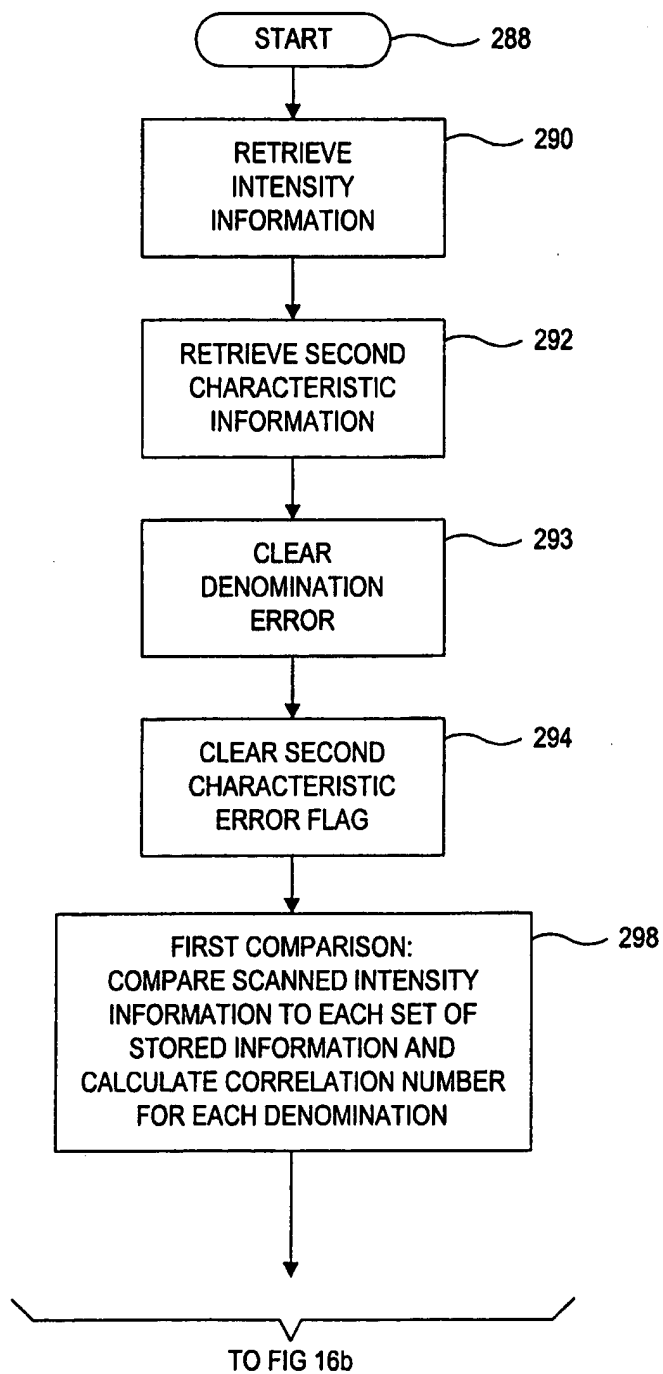 START
288
RETRIEVE
INTENSITY
INFORMATION
290
RETRIEVE SECOND
CHARACTERISTIC
INFORMATION
292
CLEAR
DENOMINATION
ERROR
293
CLEAR SECOND
CHARACTERISTIC
ERROR FLAG
294
FIRST COMPARISON:
COMPARE SCANNED INTENSITY
INFORMATION TO EACH SET OF
STORED INFORMATION AND
CALCULATE CORRELATION NUMBER
FOR EACH DENOMINATION
298
TO FIG 16b